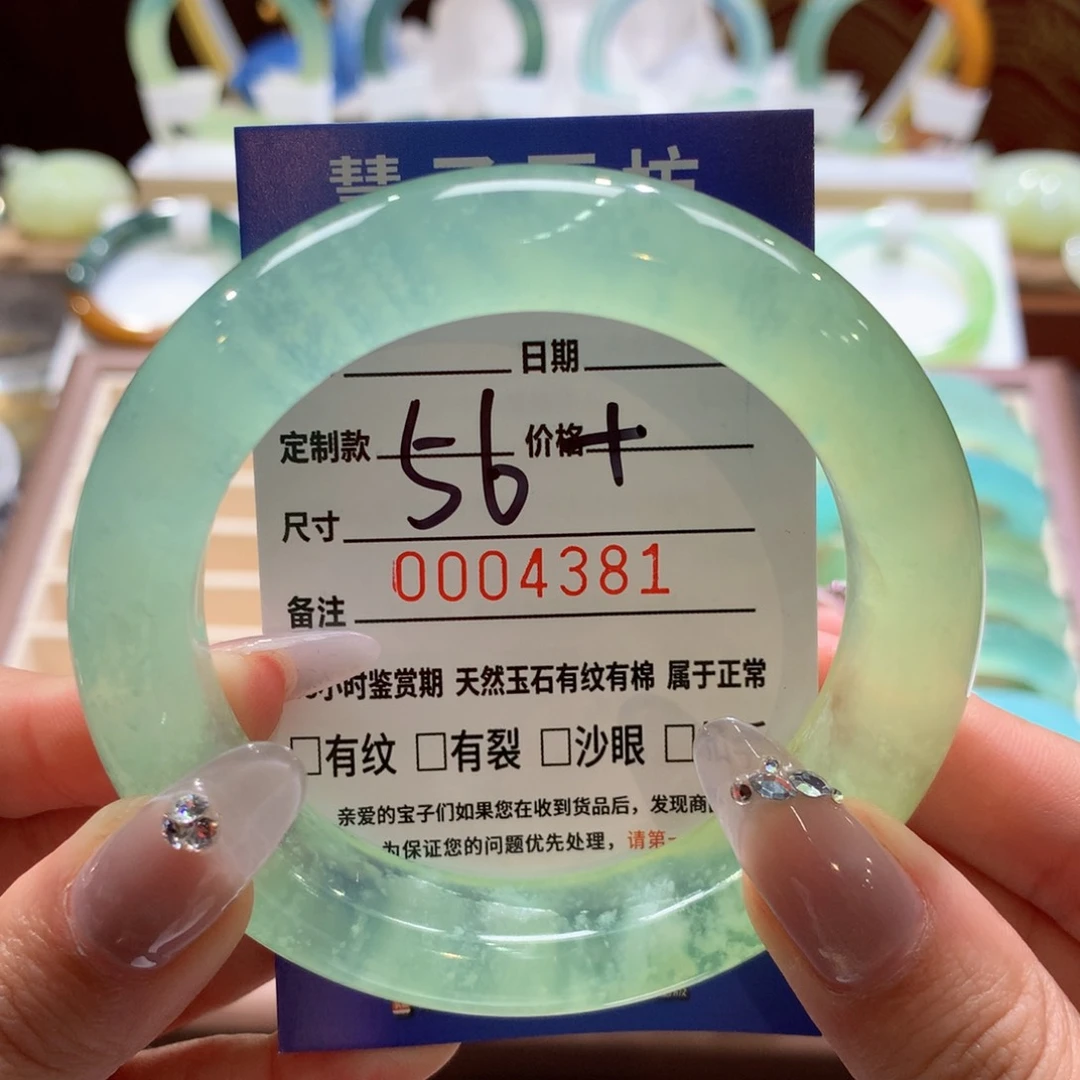 日期
定制款 56+ 价格
尺寸
0004381
备注
小时鉴赏期 天然玉石有纹有棉 属于正常
□有纹 □有裂 □沙眼 □
亲爱的宝子们如果您在收到货品后，发现商
为保证您的问题优先处理，请第一